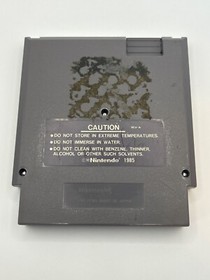 CAUTION
• DO NOT STORE IN EXTREME TEMPERATURES.
• DO NOT IMMERSE IN WATER.
• DO NOT CLEAN WITH BENZENE, THINNER,
ALCOHOL OR OTHER SUCH SOLVENTS.
©Nintendo 1985